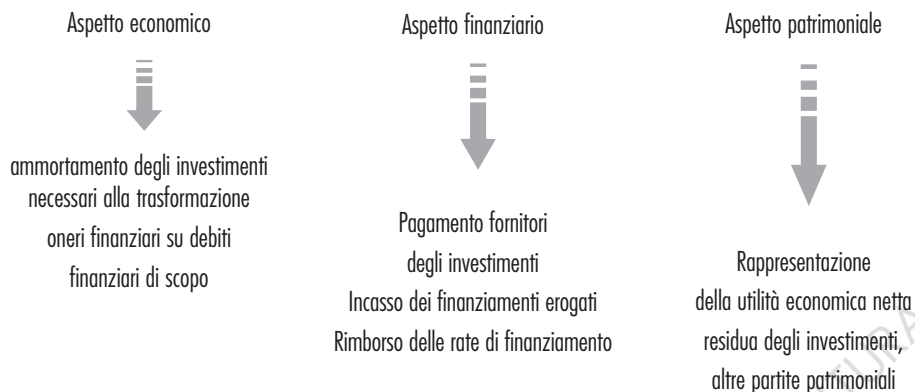 Aspetto economico
ammortamento degli investimenti
necessari alla trasformazione
oneri finanziari su debiti
finanziari di scopo
Aspetto finanziario
Pagamento fornitori
degli investimenti
Incasso dei finanziamenti erogati
Rimborso delle rate di finanziamento
Aspetto patrimoniale
Rappresentazione
della utilità economica netta
residua degli investimenti,
altre partite patrimoniali